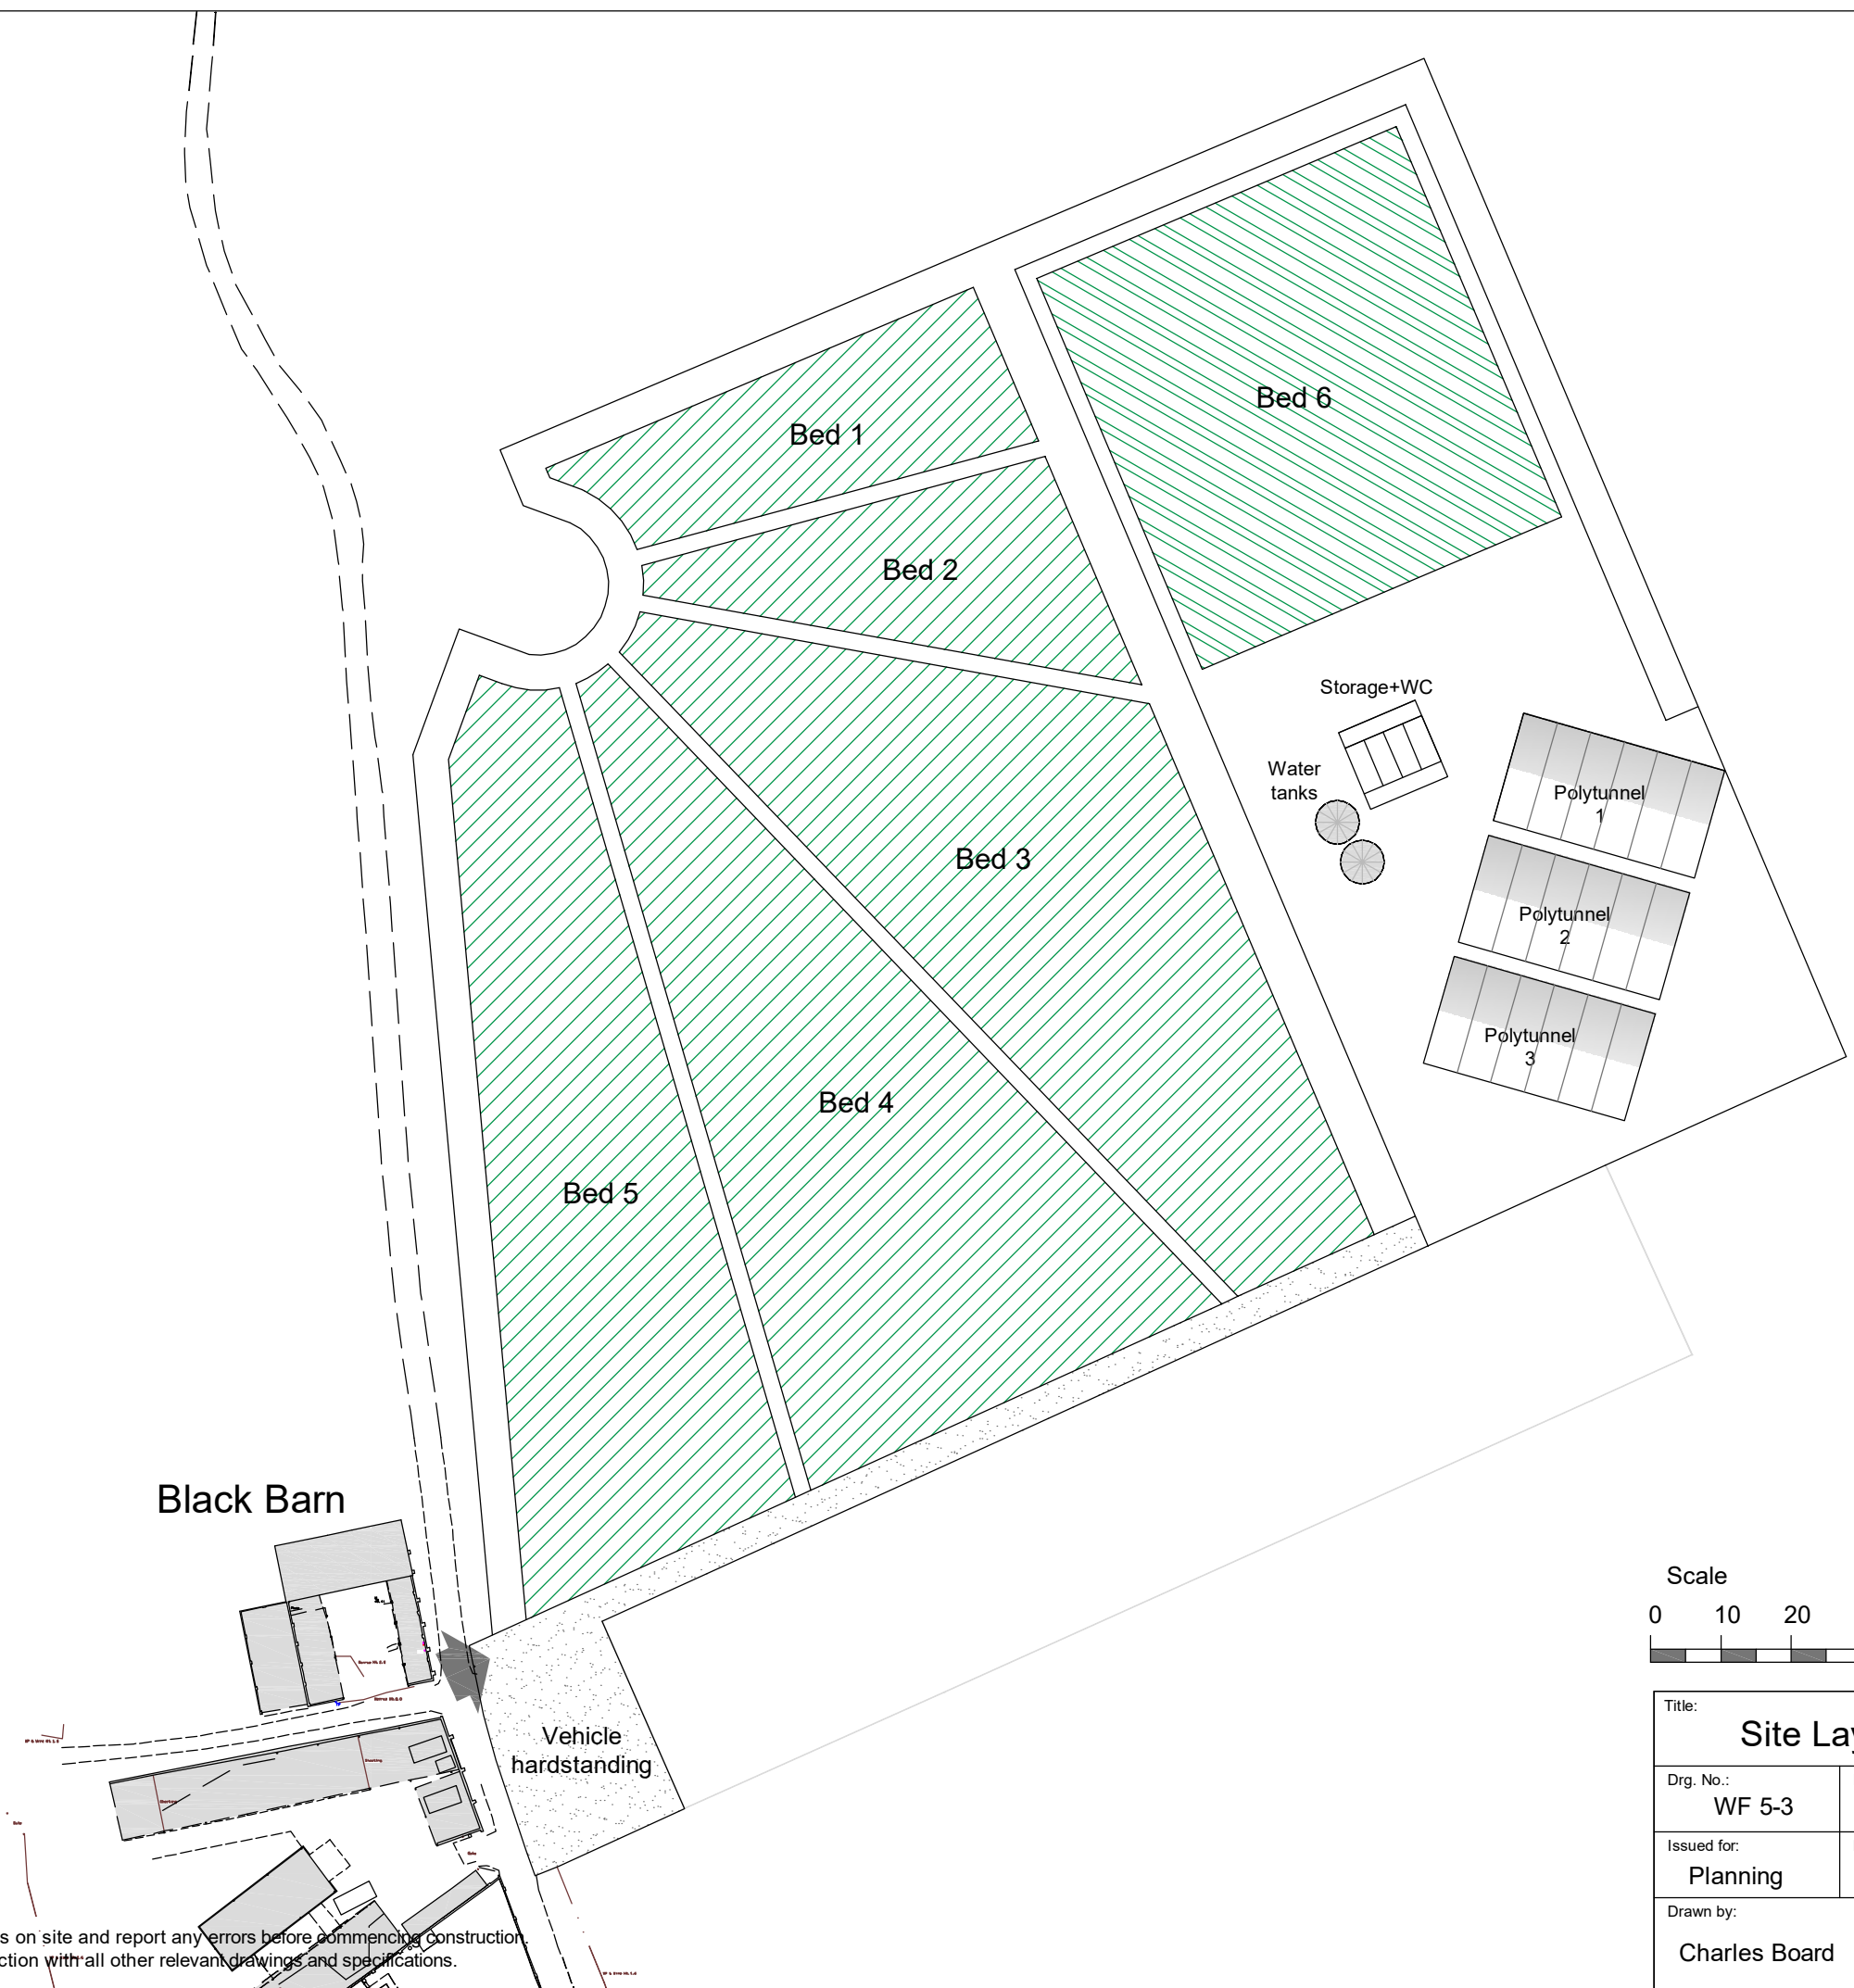 Bed 6
Bed 1
Bed 2
Storage+WC
Water
tanks
Polytunnel
1
Bed 3
Polytunnel
2
Polytunnel
3
Bed 4
Bed 5
Black Barn
Scale
0 10 20
Title:
Site Lay
Vehicle
hardstanding
Drg. No.:
WF 5-3
Issued for:
Planning
Drawn by:
Charles Board
s on site and report any errors before commencing construction.
ction with all other relevant drawings and specifications.